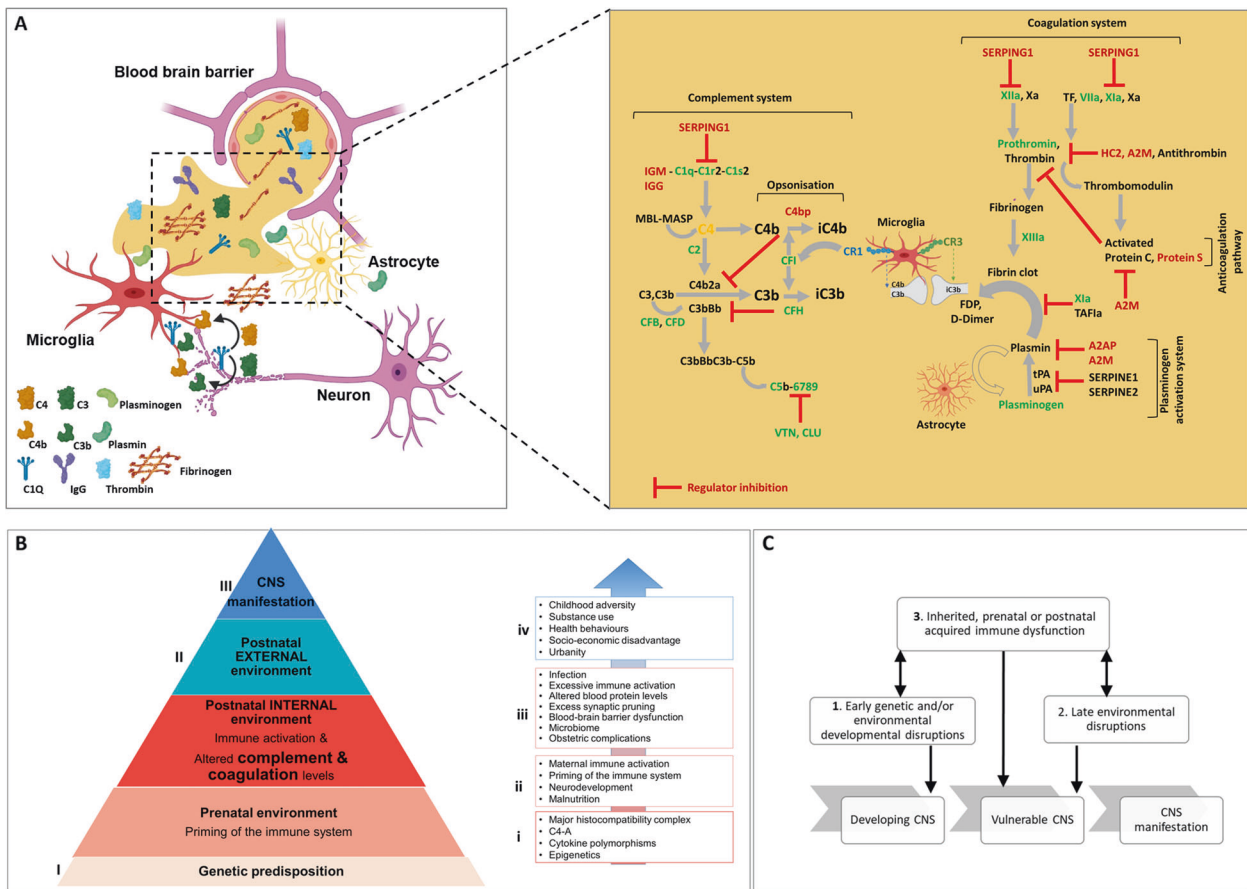 A
Blood brain barrier
Astrocyte
Microglia
Neuron
C4
C3
Plasminogen
C4b
C3b
Plasmin
Fibrinogen
C1Q
IgG
Thrombin
Complement system
SERPING1
IGM - C1q-C1r2-C1s2
IGG
Opsonisation
MBL-MASP
C4
C4b
C4bp
iC4b
C2
CFI
CR1
Microglia
CR3
C4b2a
C3,C3b
C3bBb
C3b
iC3b
CFB, CFD
CFH
C3bBbC3b-C5b
C5b-6789
VTN, CLU
Regulator inhibition
C4b
C3b
iC3b
Coagulation system
SERPING1
SERPING1
XIIa, Xa
TF, VIIa, XIa, Xa
Prothromin,
Thrombin
HC2, A2M, Antithrombin
Thrombomodulin
Fibrinogen
XIIIa
Activated
Protein C, Protein S
Anticoagulation
pathway
A2M
Fibrin clot
FDP,
D-Dimer
XIa
TAFIa
Plasmin
A2AP
A2M
tPA
uPA
SERPINE1
SERPINE2
Plasminogen
Astrocyte
Plasminogen
activation system
B
III
CNS
manifestation
II
Postnatal
EXTERNAL
environment
Postnatal INTERNAL
environment
Immune activation &
Altered complement &
coagulation levels
Prenatal environment
Priming of the immune system
I
Genetic predisposition
iv
• Childhood adversity
• Substance use
• Health behaviours
• Socio-economic disadvantage
• Urbanity
iii
• Infection
• Excessive immune activation
• Altered blood protein levels
• Excess synaptic pruning
• Blood-brain barrier dysfunction
• Microbiome
• Obstetric complications
ii
• Maternal immune activation
• Priming of the immune system
• Neurodevelopment
• Malnutrition
i
• Major histocompatibility complex
• C4-A
• Cytokine polymorphisms
• Epigenetics
C
3. Inherited, prenatal or postnatal
acquired immune dysfunction
1. Early genetic and/or
environmental
developmental disruptions
2. Late environmental
disruptions
Developing CNS
Vulnerable CNS
CNS
manifestation